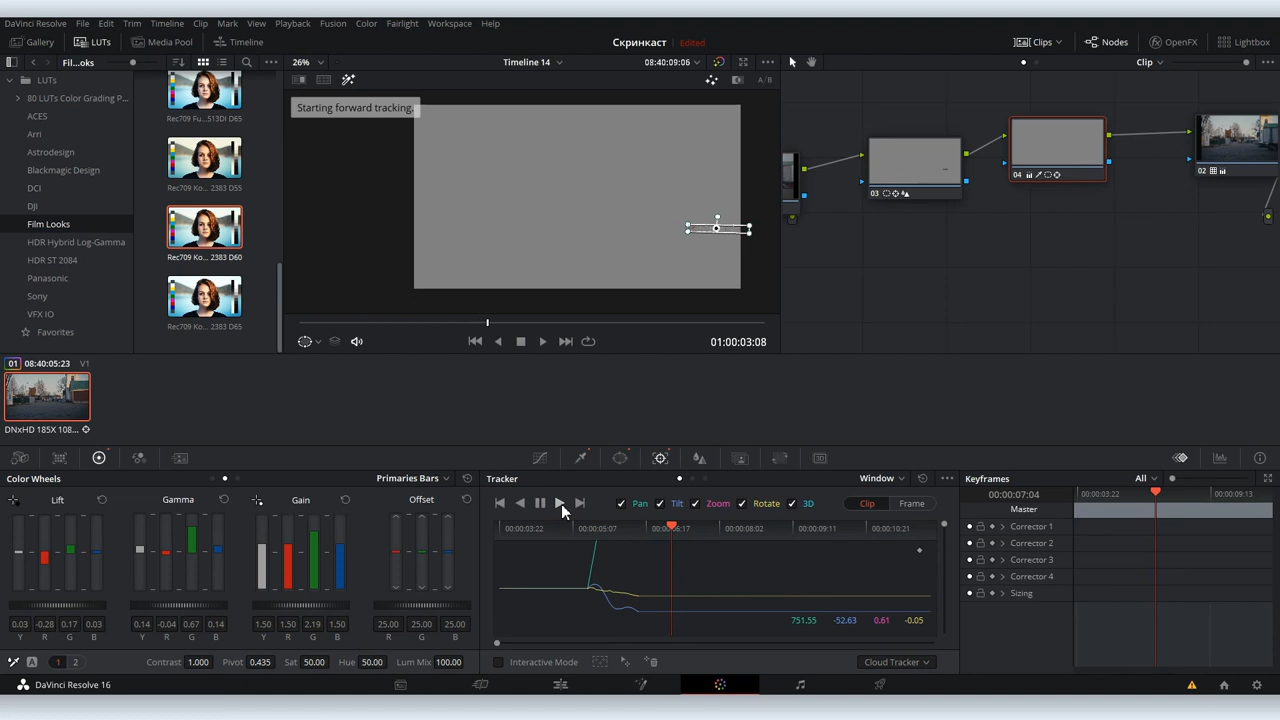 DaVinci Resolve File Edit Trim Timeline Clip Mark View Playback Fusion Color Fairlight Workspace Help
Gallery LUTs Media Pool Timeline Скринкаст Edited Clips Nodes OpenFX Lightbox
Fil...oks 26% Timeline 14 08:40:09:06 Clip
LUTs
80 LUTs Color Grading P...
ACES
Arri
Astrodesign
Blackmagic Design
DCI
DJI
Film Looks
HDR Hybrid Log-Gamma
HDR ST 2084
Panasonic
Sony
VFX IO
Favorites
Rec709 Fu...513DI D65
Rec709 Ko... 2383 D55
Rec709 Ko... 2383 D60
Rec709 Ko... 2383 D65
Starting forward tracking.
A/B
01:00:03:08
03
04
02
01 08:40:05:23 V1
DNxHD 185X 108...
3D
Color Wheels Primaries Bars
Lift Gamma Gain Offset
0.03 -0.28 0.17 0.03 0.14 -0.04 0.67 0.14 1.50 1.50 2.19 1.50 25.00 25.00 25.00
Y R G B Y R G B Y R G B R G B
A 1 2 Contrast 1.000 Pivot 0.435 Sat 50.00 Hue 50.00 Lum Mix 100.00
Tracker Window
Pan Tilt Zoom Rotate 3D Clip Frame
00:00:03:22 00:00:05:07 00:00:06:17 00:00:08:02 00:00:09:11 00:00:10:21
751.55 -52.63 0.61 -0.05
Interactive Mode Cloud Tracker
Keyframes All
00:00:07:04 00:00:03:22 00:00:09:13
Master
Corrector 1
Corrector 2
Corrector 3
Corrector 4
Sizing
DaVinci Resolve 16